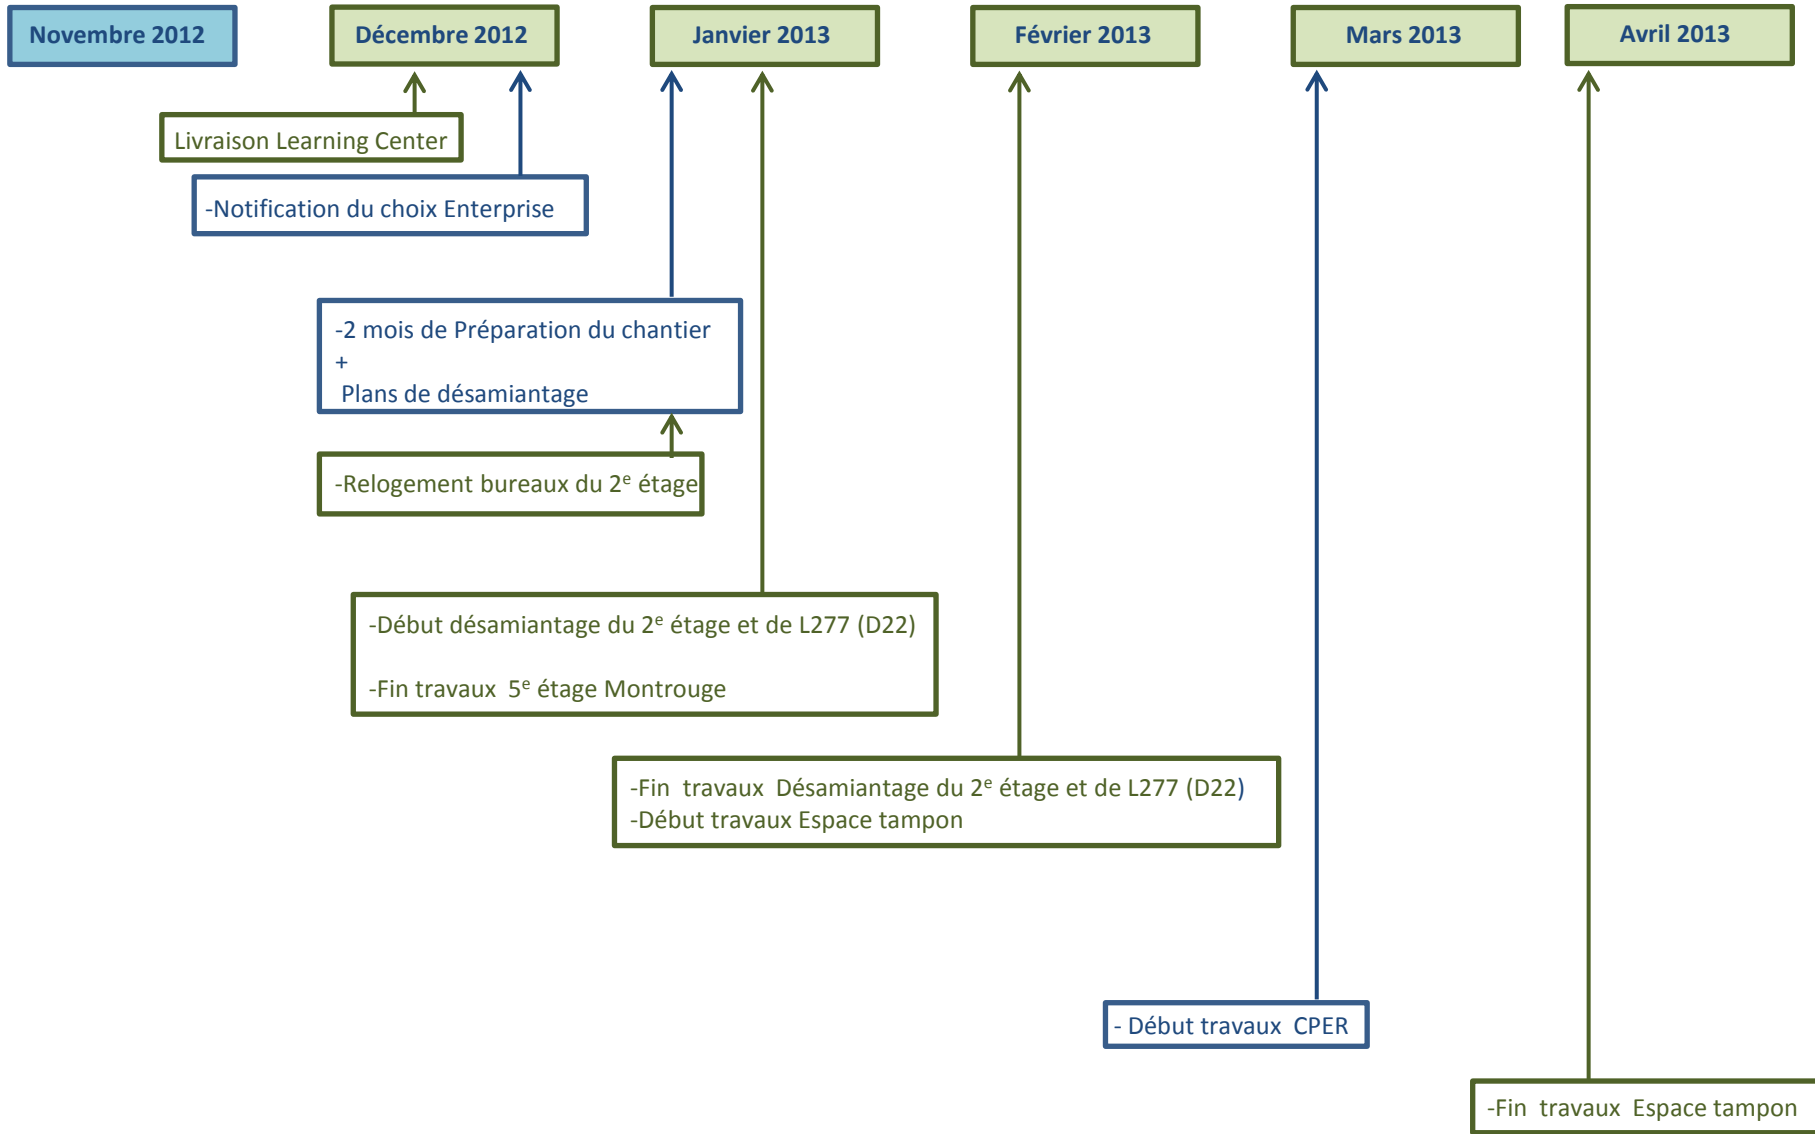 Novembre 2012
Décembre 2012
Janvier 2013
Février 2013
Mars 2013
Avril 2013
Livraison Learning Center
-Notification du choix Enterprise
-2 mois de Préparation du chantier
+
Plans de désamiantage
-Relogement bureaux du 2e étage
-Début désamiantage du 2e étage et de L277 (D22)
-Fin travaux 5e étage Montrouge
-Fin travaux Désamiantage du 2e étage et de L277 (D22)
-Début travaux Espace tampon
- Début travaux CPER
-Fin travaux Espace tampon